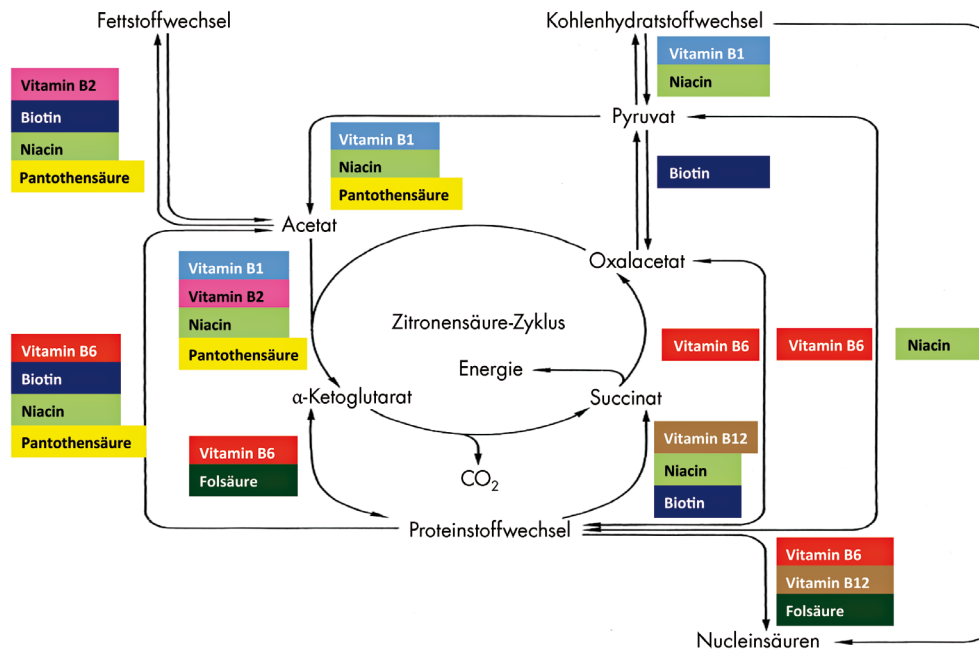 Fettstoffwechsel
Kohlenhydratstoffwechsel
Vitamin B2
Biotin
Niacin
Pantothensäure
Vitamin B1
Niacin
Pyruvat
Vitamin B1
Niacin
Pantothensäure
Biotin
Acetat
Oxalacetat
Vitamin B1
Vitamin B2
Niacin
Pantothensäure
Zitronensäure-Zyklus
Energie
Vitamin B6
Vitamin B6
Niacin
Vitamin B6
Biotin
Niacin
Pantothensäure
α-Ketoglutarat
Succinat
Vitamin B6
Folsäure
CO₂
Vitamin B12
Niacin
Biotin
Proteinstoffwechsel
Vitamin B6
Vitamin B12
Folsäure
Nucleinsäuren